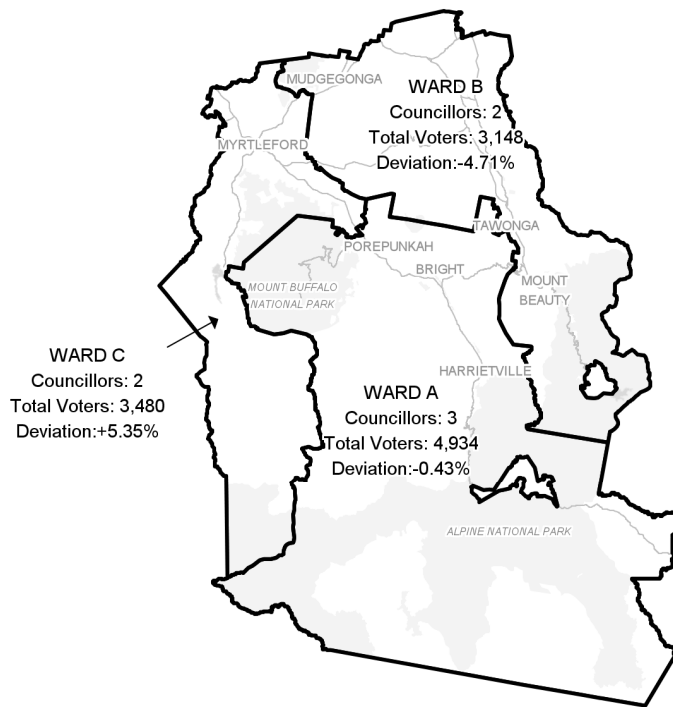 MUDGEGONGA
WARD B
Councillors: 2
Total Voters: 3,148
Deviation:-4.71%
MYRTLEFORD
TAWONGA
POREPUNKAH
BRIGHT
MOUNT
BEAUTY
MOUNT BUFFALO
NATIONAL PARK
WARD C
Councillors: 2
Total Voters: 3,480
Deviation:+5.35%
HARRIETVILLE
WARD A
Councillors: 3
Total Voters: 4,934
Deviation:-0.43%
ALPINE NATIONAL PARK